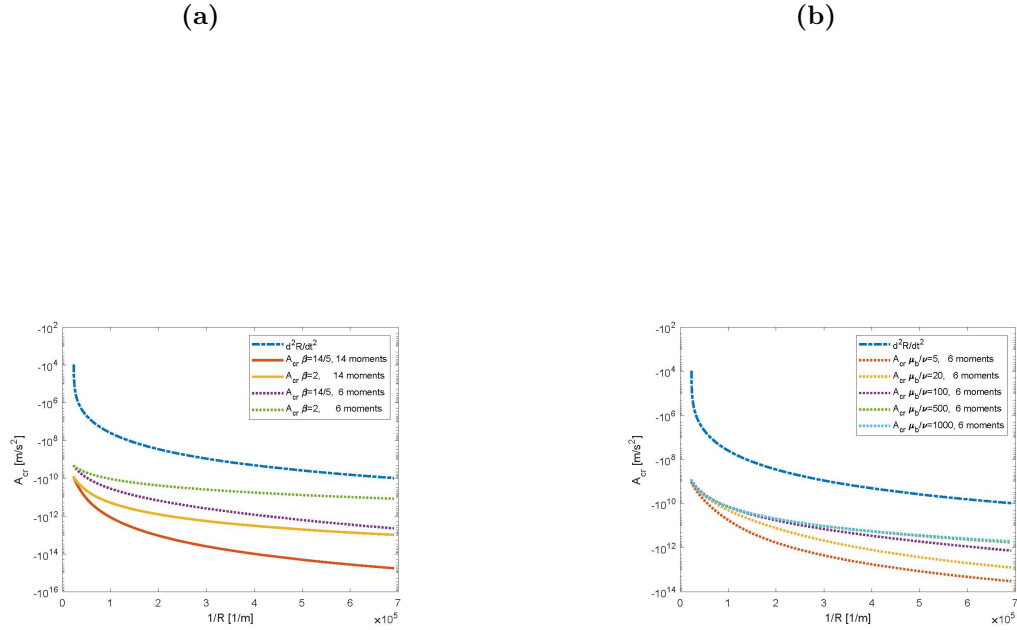 (a)
(b)
-10^2
-10^4
-10^6
-10^8
-10^10
-10^12
-10^14
-10^16
A_cr [m/s^2]
d^2R/dt^2
A_cr β=14/5, 14 moments
A_cr β=2, 14 moments
A_cr β=14/5, 6 moments
A_cr β=2, 6 moments
0 1 2 3 4 5 6 7
1/R [1/m]
×10^5
-10^2
-10^4
-10^6
-10^8
-10^10
-10^12
-10^14
A_cr [m/s^2]
d^2R/dt^2
A_cr μ_b/ν=5, 6 moments
A_cr μ_b/ν=20, 6 moments
A_cr μ_b/ν=100, 6 moments
A_cr μ_b/ν=500, 6 moments
A_cr μ_b/ν=1000, 6 moments
0 1 2 3 4 5 6 7
1/R [1/m]
×10^5